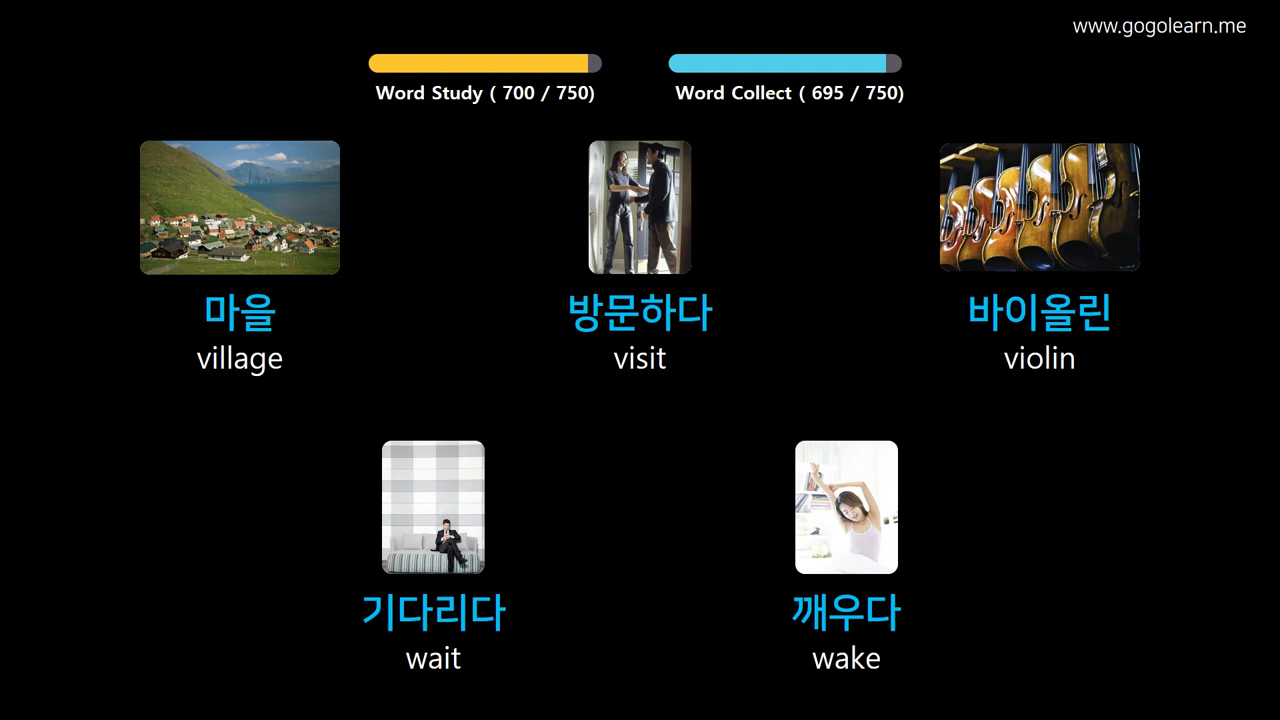 www.gogolearn.me
Word Study ( 700 / 750)
Word Collect ( 695 / 750)
마을
village
방문하다
visit
바이올린
violin
기다리다
wait
깨우다
wake